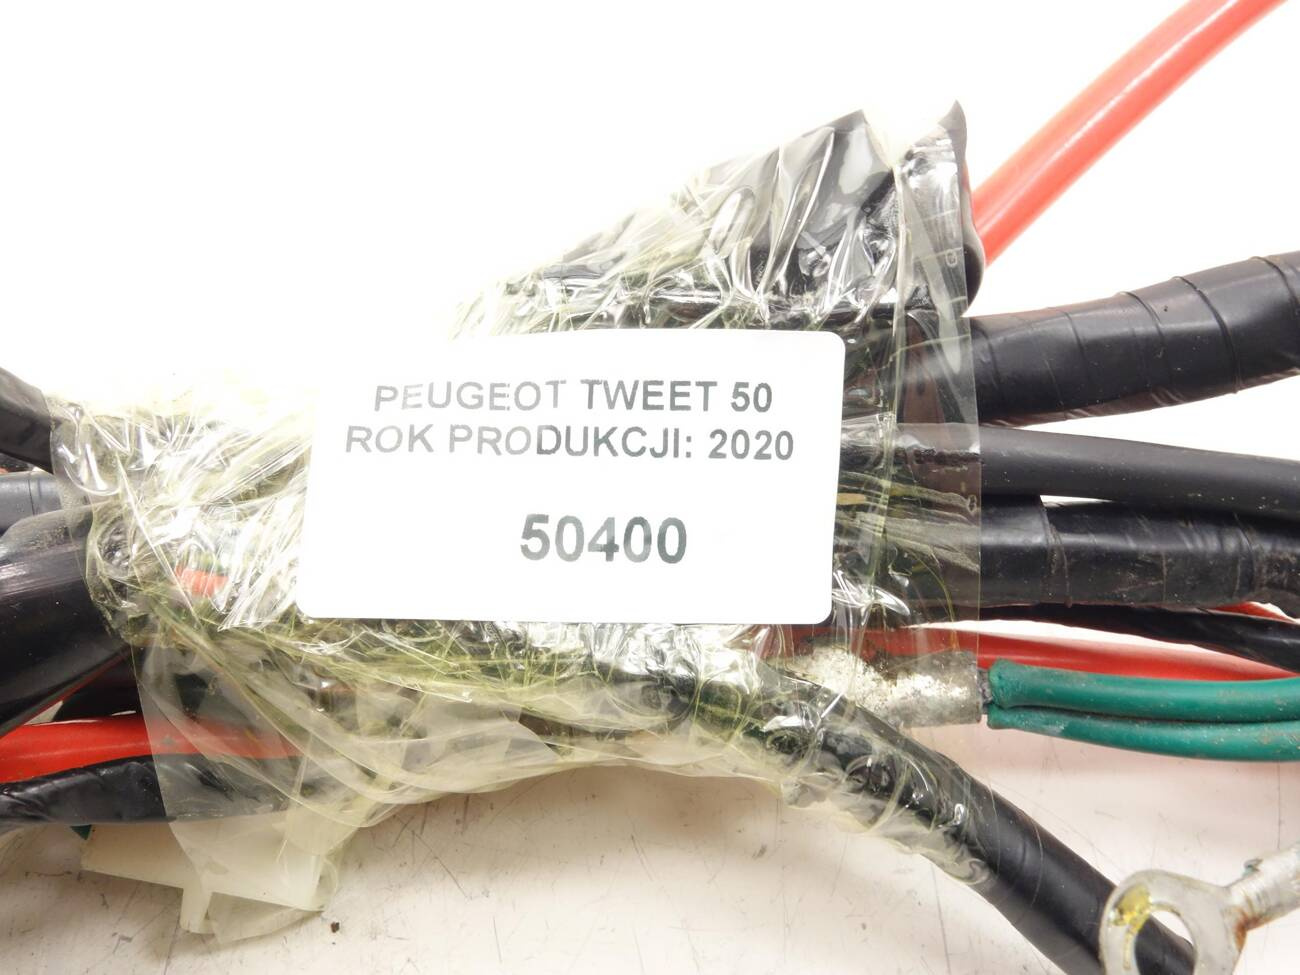 PEUGEOT TWEET 50
ROK PRODUKCJI: 2020
50400